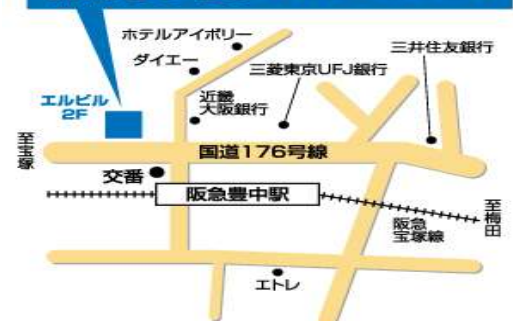 ホテルアイボリー
ダイエー
三井住友銀行
三菱東京UFJ銀行
エルビル
2F
近畿
大阪銀行
至宝塚
国道176号線
交番
阪急豊中駅
至梅田
阪急
宝塚線
エトレ